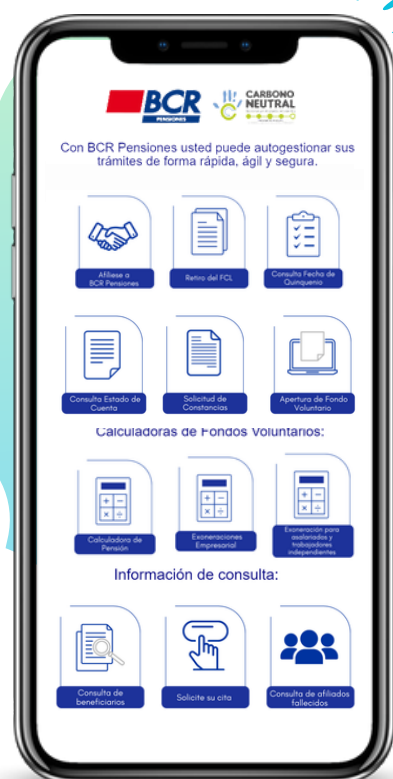 BCR
PENSIONES
CARBONO
NEUTRAL
Con BCR Pensiones usted puede autogestionar sus
trámites de forma rápida, ágil y segura.
Afíliese a
BCR Pensiones
Retiro del FCL
Consulta Fecha de
Quinquenio
Consulta Estado de
Cuenta
Solicitud de
Constancias
Apertura de Fondo
Voluntario
Calculadoras de Fondos Voluntarios:
Calculadora de
Pensión
Exoneraciones
Empresarial
Exoneración para
asalariados y
trabajadores
independientes
Información de consulta:
Consulta de
beneficiarios
Solicite su cita
Consulta de afiliados
fallecidos